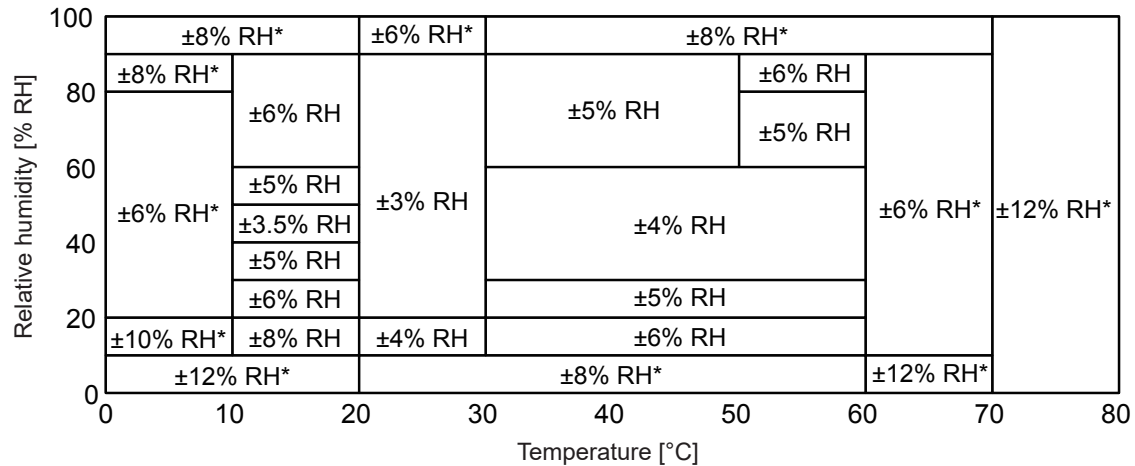 Relative humidity [% RH]
100
80
60
40
20
0
±8% RH*
±6% RH*
±8% RH*
±8% RH*
±6% RH
±6% RH
±5% RH
±5% RH
±5% RH
±6% RH*
±3.5% RH
±3% RH
±4% RH
±6% RH*
±12% RH*
±5% RH
±6% RH
±5% RH
±10% RH*
±8% RH
±4% RH
±6% RH
±12% RH*
±8% RH*
±12% RH*
0 10 20 30 40 50 60 70 80
Temperature [°C]